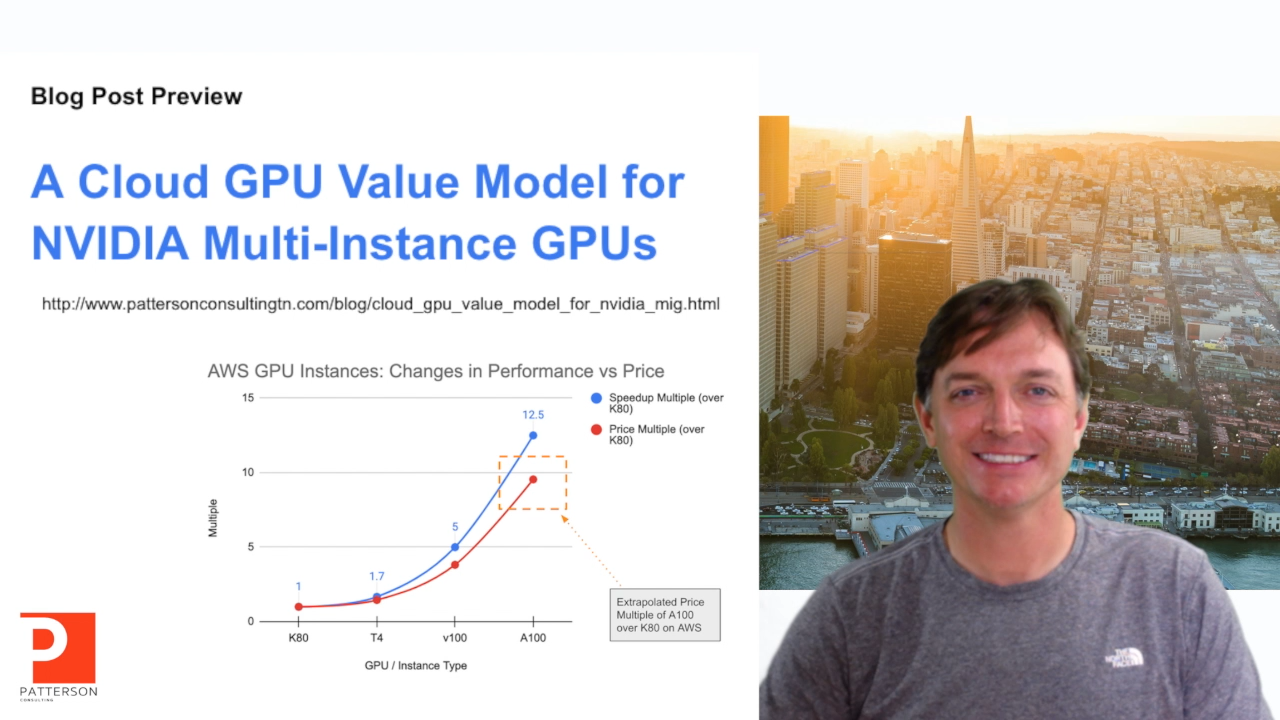 Blog Post Preview
A Cloud GPU Value Model for
NVIDIA Multi-Instance GPUs
http://www.pattersonconsultingtn.com/blog/cloud_gpu_value_model_for_nvidia_mig.html
AWS GPU Instances: Changes in Performance vs Price
15
10
5
0
Multiple
1
1.7
5
12.5
K80
T4
v100
A100
GPU / Instance Type
Speedup Multiple (over
K80)
Price Multiple (over
K80)
Extrapolated Price
Multiple of A100
over K80 on AWS
P
PATTERSON
CONSULTING
THE
NORTH
FACE